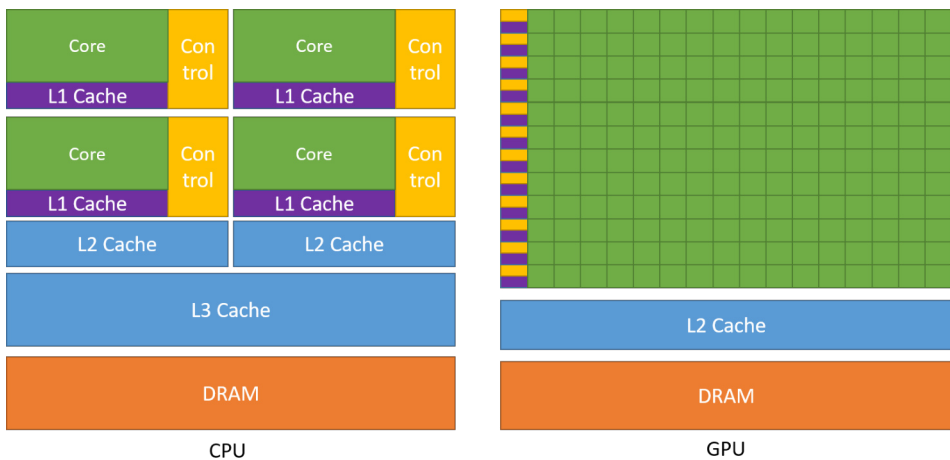 Core
Con
trol
Core
Con
trol
L1 Cache
L1 Cache
Core
Con
trol
Core
Con
trol
L1 Cache
L1 Cache
L2 Cache
L2 Cache
L3 Cache
L2 Cache
DRAM
DRAM
CPU
GPU